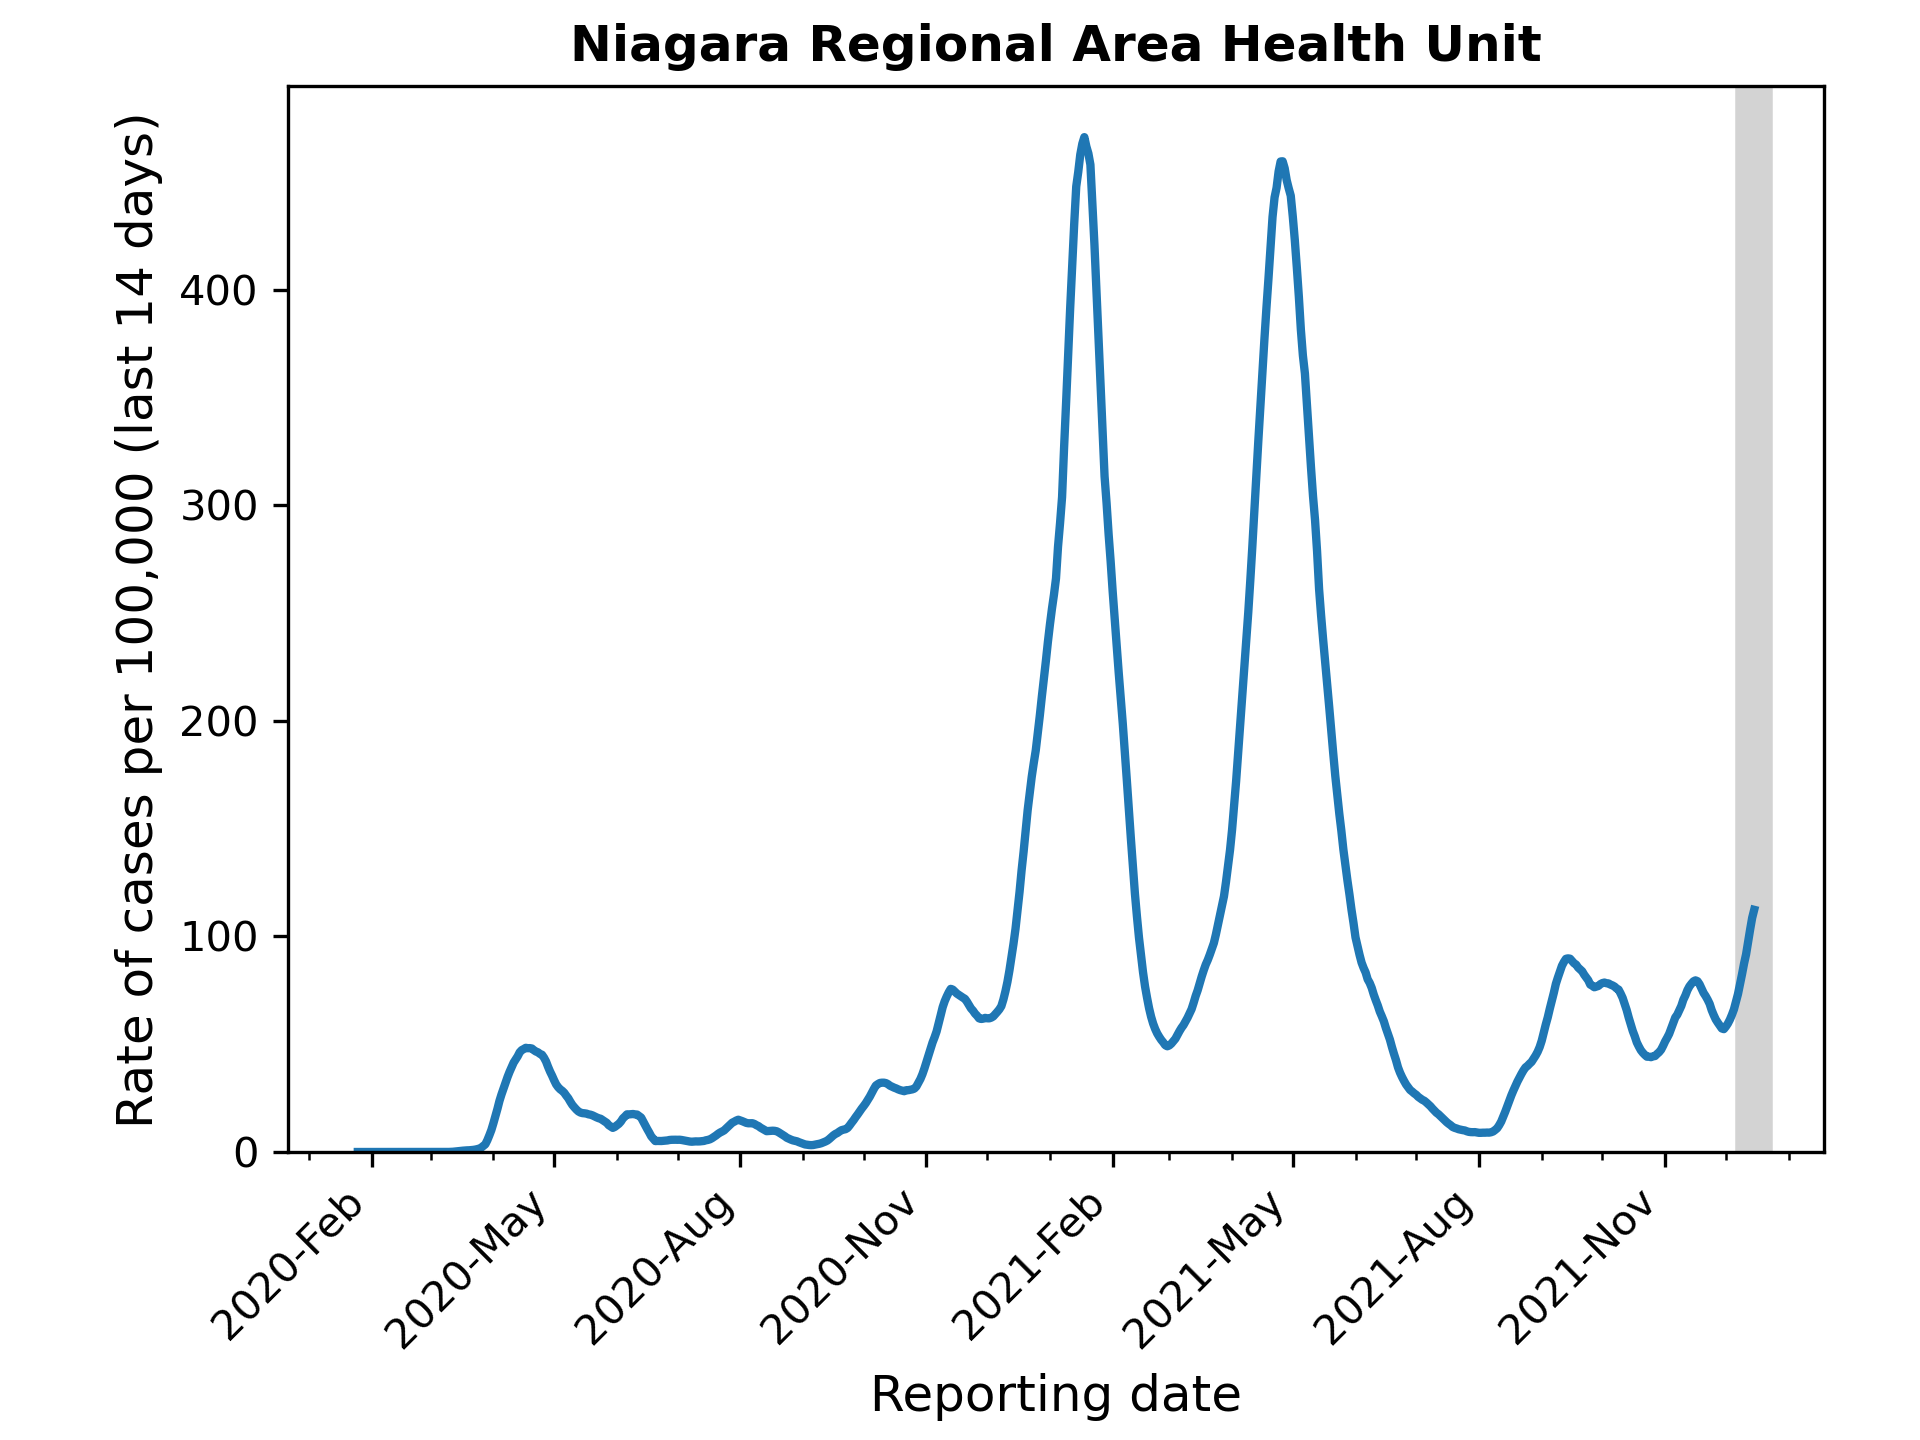 Niagara Regional Area Health Unit
Rate of cases per 100,000 (last 14 days)
400
300
200
100
0
2020-Feb
2020-May
2020-Aug
2020-Nov
2021-Feb
2021-May
2021-Aug
2021-Nov
Reporting date